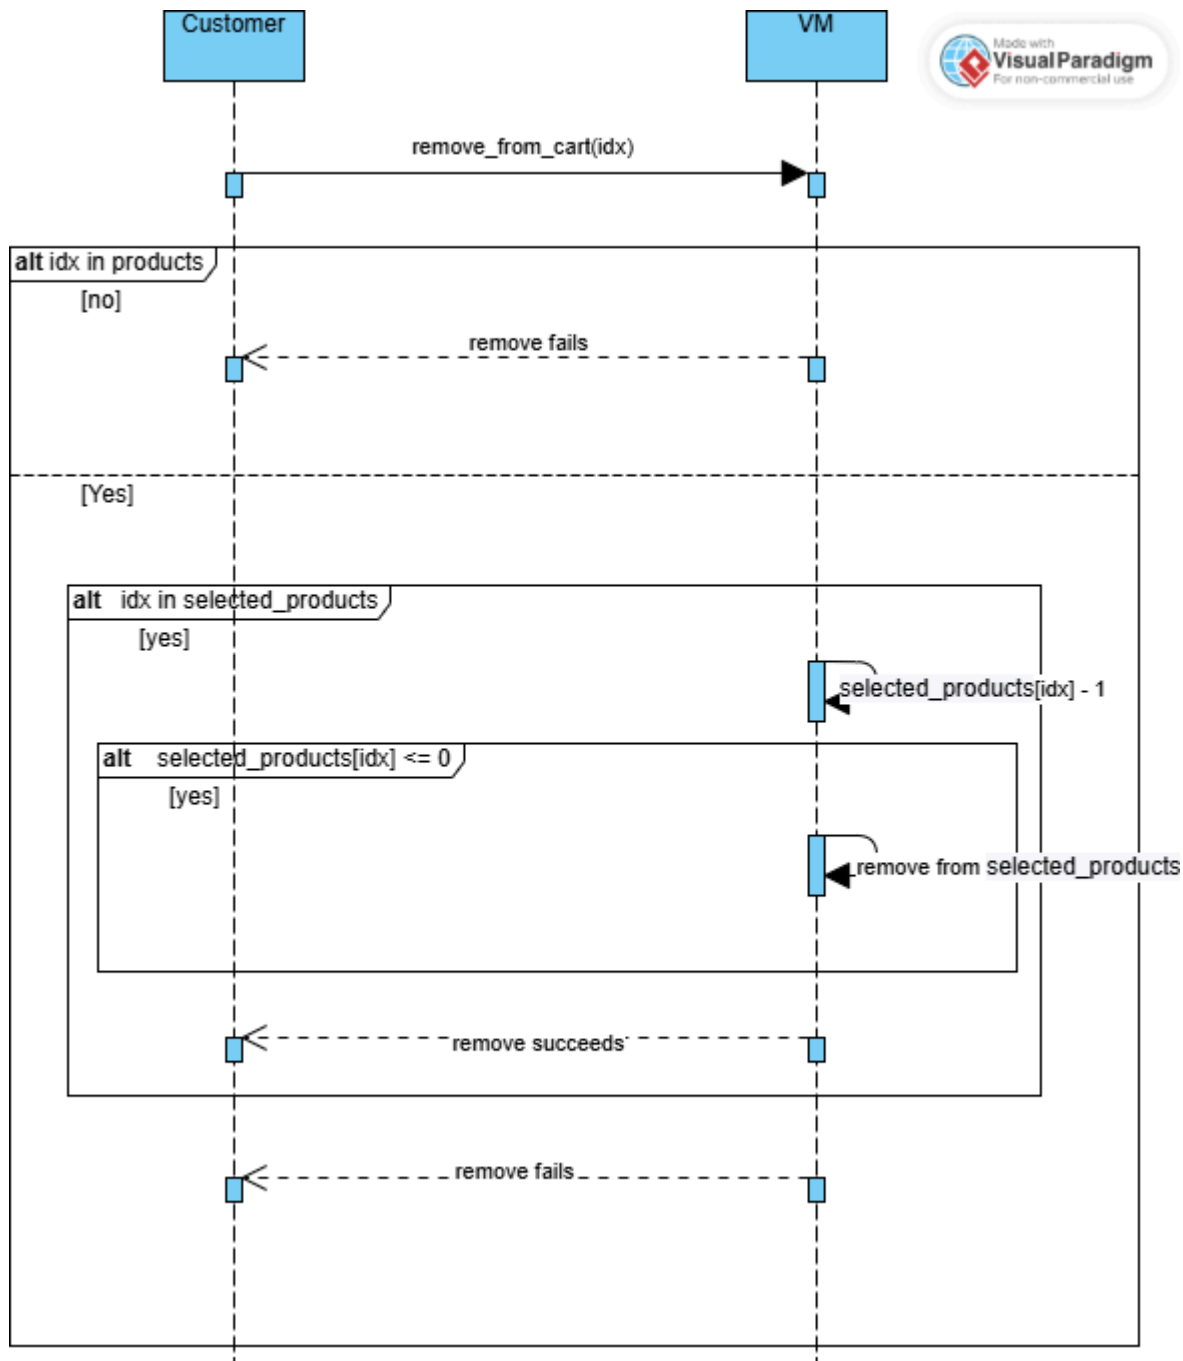 Customer
VM
Made with
Visual Paradigm
For non-commercial use
remove_from_cart(idx)
alt idx in products
[no]
remove fails
[Yes]
alt idx in selected_products
[yes]
selected_products[idx] - 1
alt selected_products[idx] <= 0
[yes]
remove from selected_products
remove succeeds
remove fails